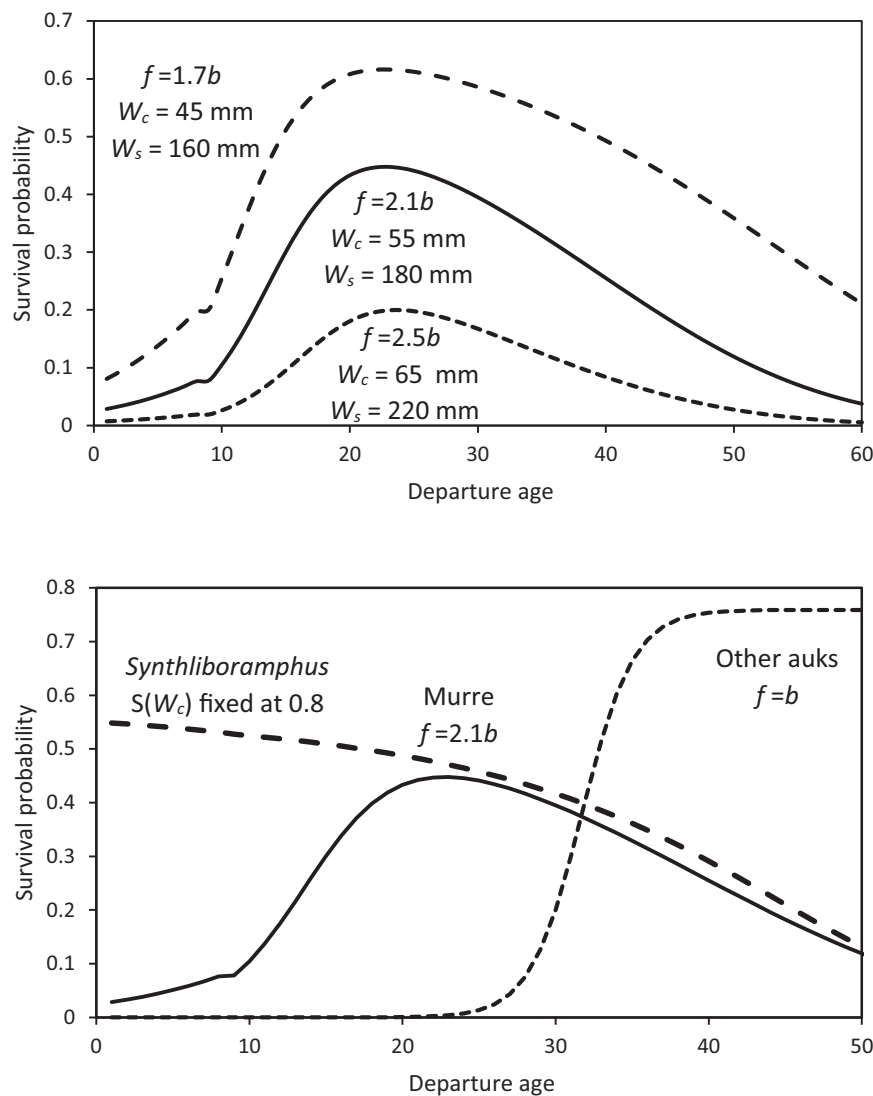 0.7
0.6
0.5
0.4
0.3
0.2
0.1
0
Survival probability
f =1.7b
Wc = 45 mm
Ws = 160 mm
f =2.1b
Wc = 55 mm
Ws = 180 mm
f =2.5b
Wc = 65 mm
Ws = 220 mm
0 10 20 30 40 50 60
Departure age
0.8
0.7
0.6
0.5
0.4
0.3
0.2
0.1
0
Survival probability
Synthliboramphus
S(Wc) fixed at 0.8
Murre
f =2.1b
Other auks
f =b
0 10 20 30 40 50
Departure age